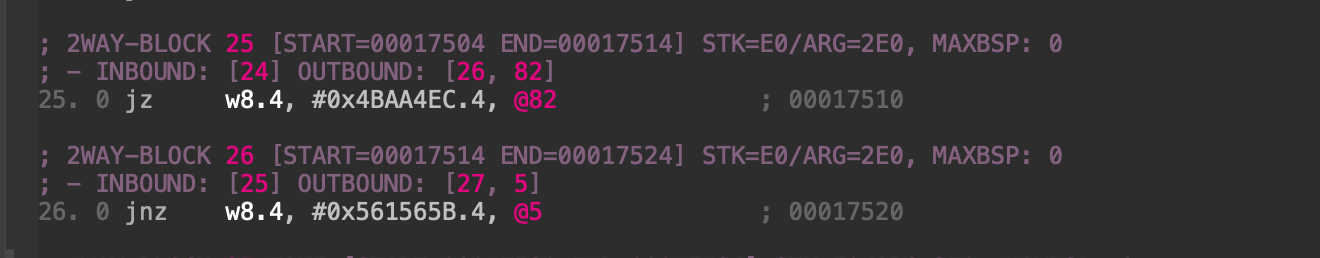 ; 2WAY-BLOCK 25 [START=00017504 END=00017514] STK=E0/ARG=2E0, MAXBSP: 0
; - INBOUND: [24] OUTBOUND: [26, 82]
25. 0 jz w8.4, #0x4BAA4EC.4, @82 ; 00017510
; 2WAY-BLOCK 26 [START=00017514 END=00017524] STK=E0/ARG=2E0, MAXBSP: 0
; - INBOUND: [25] OUTBOUND: [27, 5]
26. 0 jnz w8.4, #0x561565B.4, @5 ; 00017520